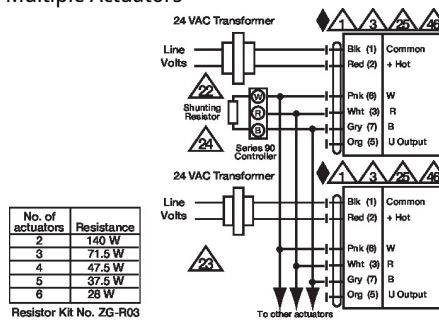 Multiple Actuators
24 VAC Transformer
1 3 25 46
Line
Volts
Blk (1) Common
Red (2) + Hot
22
Pnk (6) W
Wht (3) R
Gry (7) B
Org (5) U Output
W
R
B
Shunting
Resistor
24
Series 90
Controller
24 VAC Transformer
1 3 25 46
Line
Volts
Blk (1) Common
Red (2) + Hot
23
Pnk (6) W
Wht (3) R
Gry (7) B
Org (5) U Output
To other actuators
No. of
actuators Resistance
2 140 W
3 71.5 W
4 47.5 W
5 37.5 W
6 28 W
Resistor Kit No. ZG-R03